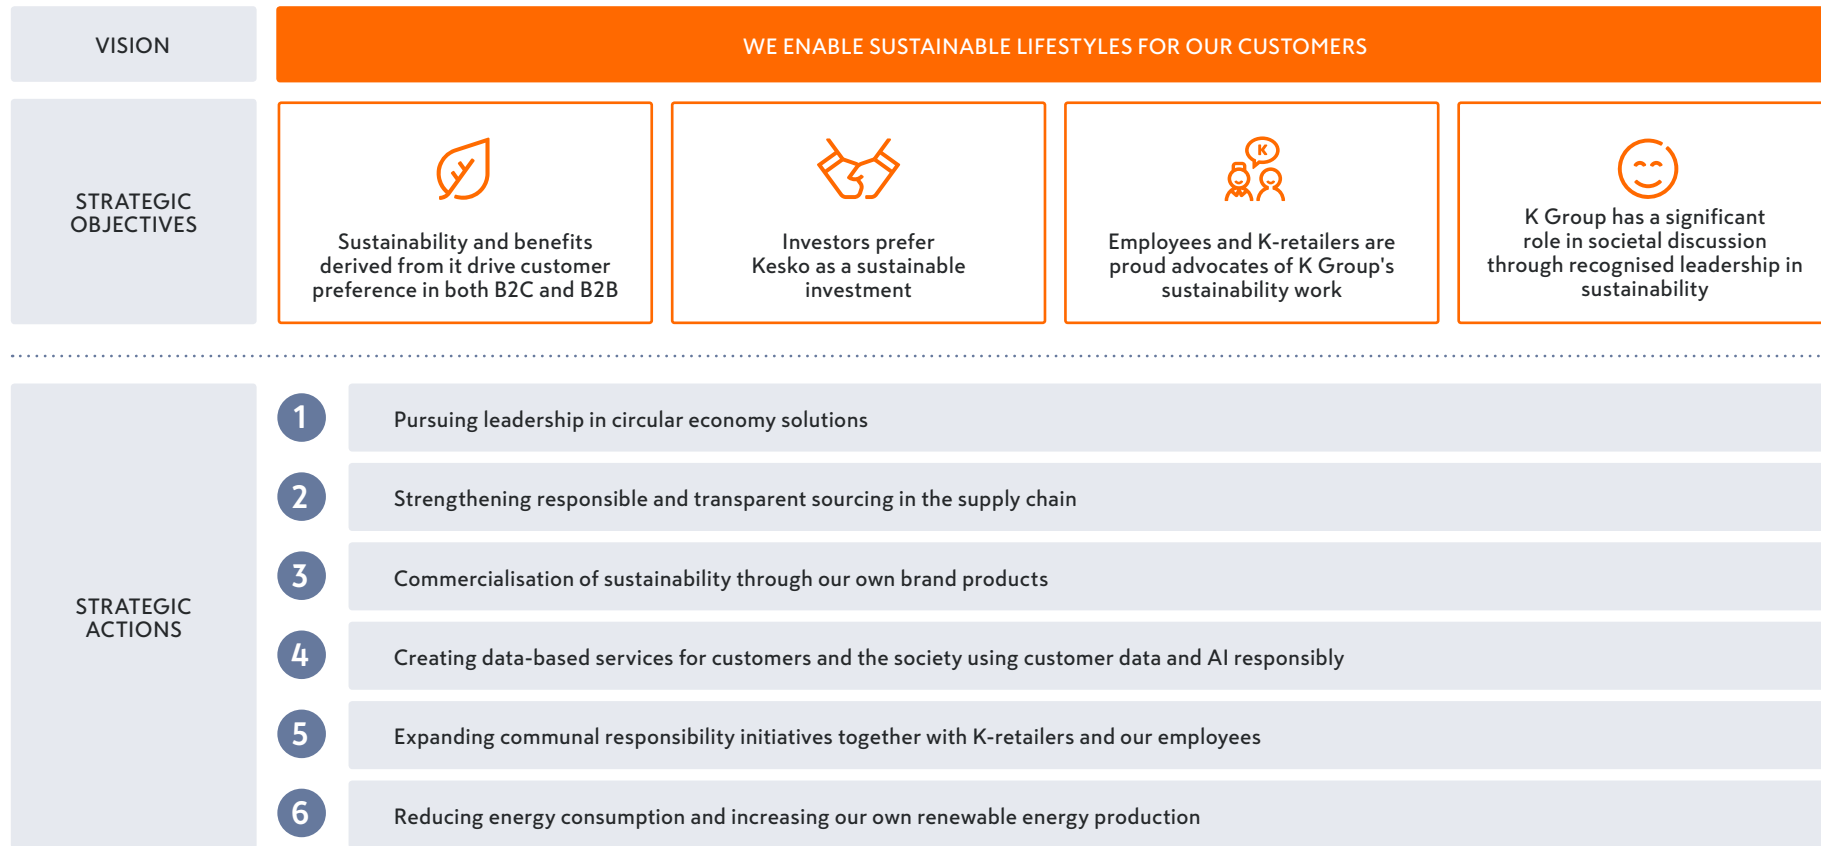 VISION
WE ENABLE SUSTAINABLE LIFESTYLES FOR OUR CUSTOMERS
STRATEGIC
OBJECTIVES
Sustainability and benefits
derived from it drive customer
preference in both B2C and B2B
Investors prefer
Kesko as a sustainable
investment
K
Employees and K-retailers are
proud advocates of K Group's
sustainability work
K Group has a significant
role in societal discussion
through recognised leadership in
sustainability
STRATEGIC
ACTIONS
1 Pursuing leadership in circular economy solutions
2 Strengthening responsible and transparent sourcing in the supply chain
3 Commercialisation of sustainability through our own brand products
4 Creating data-based services for customers and the society using customer data and AI responsibly
5 Expanding communal responsibility initiatives together with K-retailers and our employees
6 Reducing energy consumption and increasing our own renewable energy production